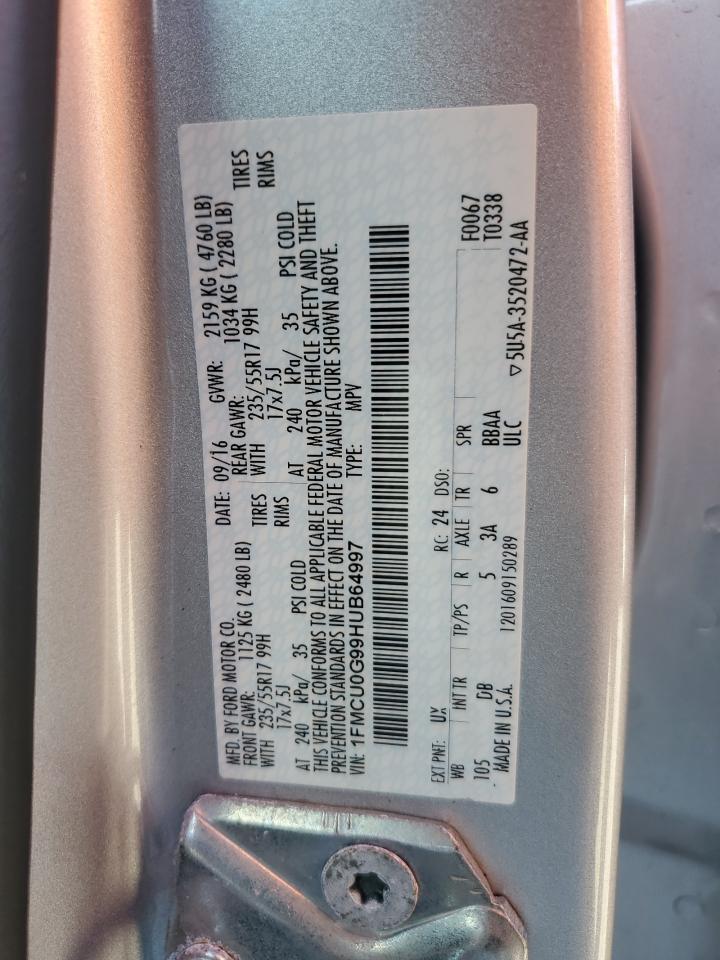 MFD. BY FORD MOTOR CO. DATE: 09/16 GVWR: 2159 KG ( 4760 LB)
FRONT GAWR: 1125 KG ( 2480 LB) REAR GAWR: 1034 KG ( 2280 LB)
WITH 235/55R17 99H TIRES WITH 235/55R17 99H TIRES
17x7.5J RIMS 17x7.5J RIMS
AT 240 kPa/ 35 PSI COLD AT 240 kPa/ 35 PSI COLD
THIS VEHICLE CONFORMS TO ALL APPLICABLE FEDERAL MOTOR VEHICLE SAFETY AND THEFT
PREVENTION STANDARDS IN EFFECT ON THE DATE OF MANUFACTURE SHOWN ABOVE.
VIN: 1FMCU0G99HUB64997 TYPE: MPV
EXT PNT: UX RC: 24 DSO:
WB INT TR TP/PS R AXLE TR SPR F0067
105 DB 5 3A 6 BBAA T0338
MADE IN U.S.A. 1201609150289 ULC ▽5U5A-3520472-AA